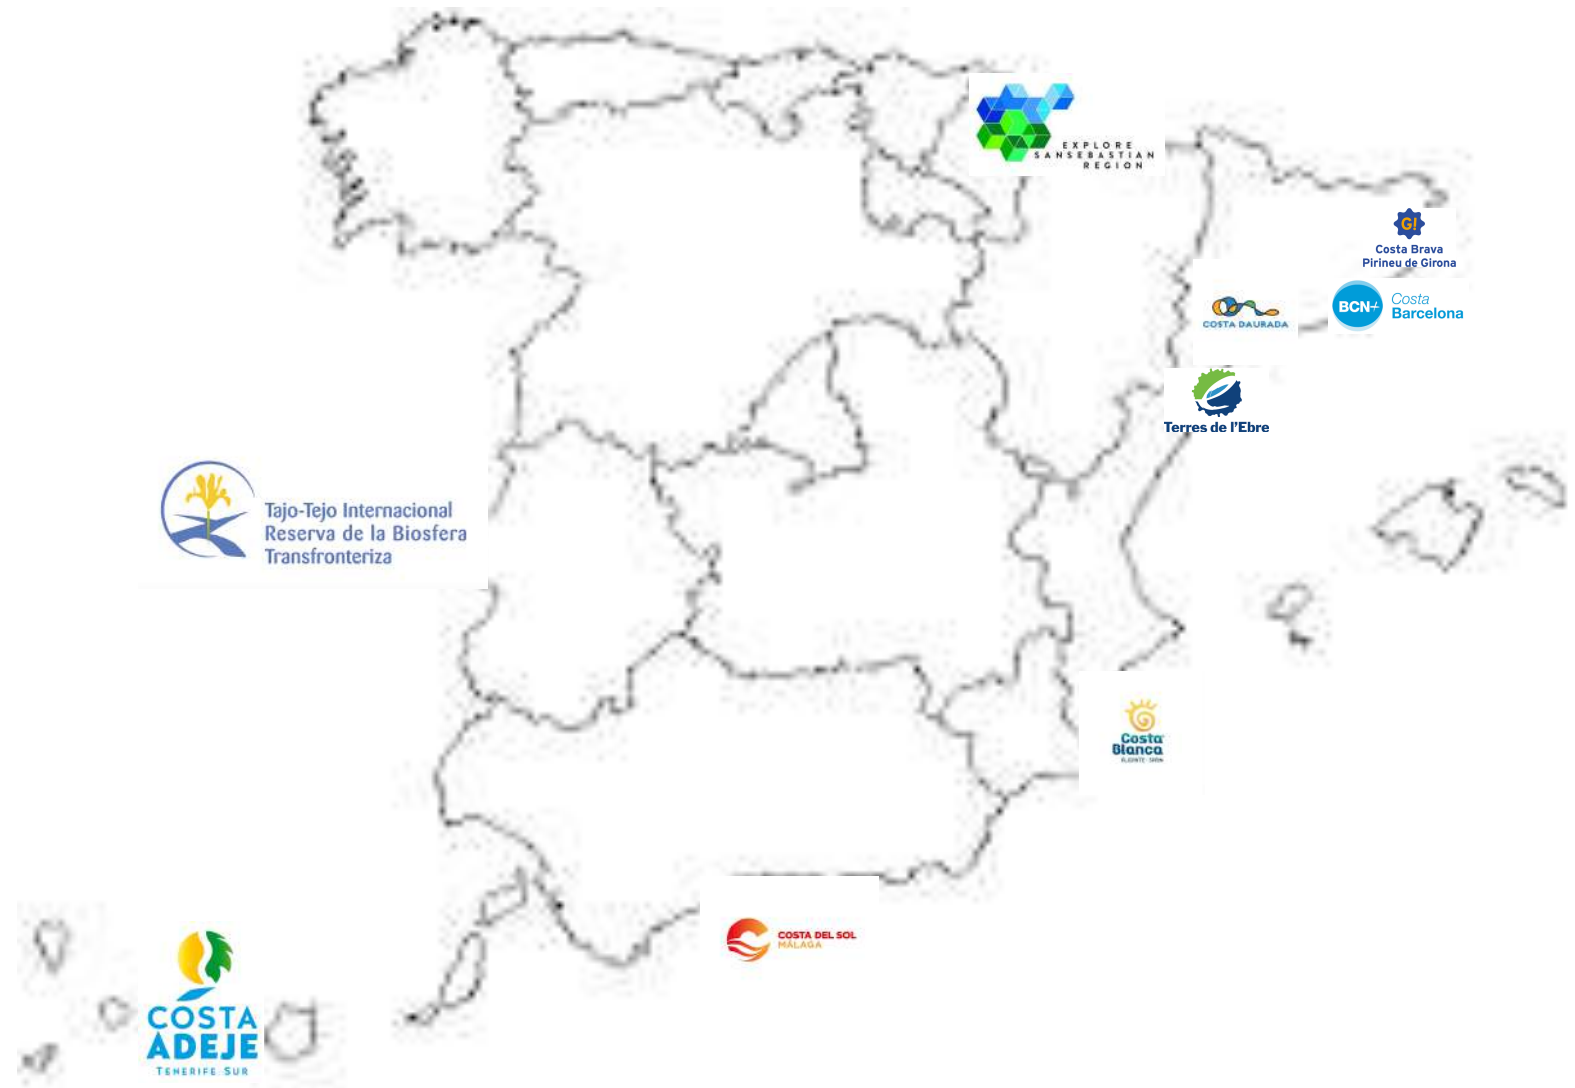 EXPLORE
SANSEBASTIAN
REGION
G!
Costa Brava
Pirineu de Girona
BCN+
Costa
Barcelona
COSTA DAURADA
Terres de l'Ebre
Tajo-Tejo Internacional
Reserva de la Biosfera
Transfronteriza
Costa
Blanca
COSTA DEL SOL
MÁLAGA
COSTA
ADEJE
TENERIFE SUR